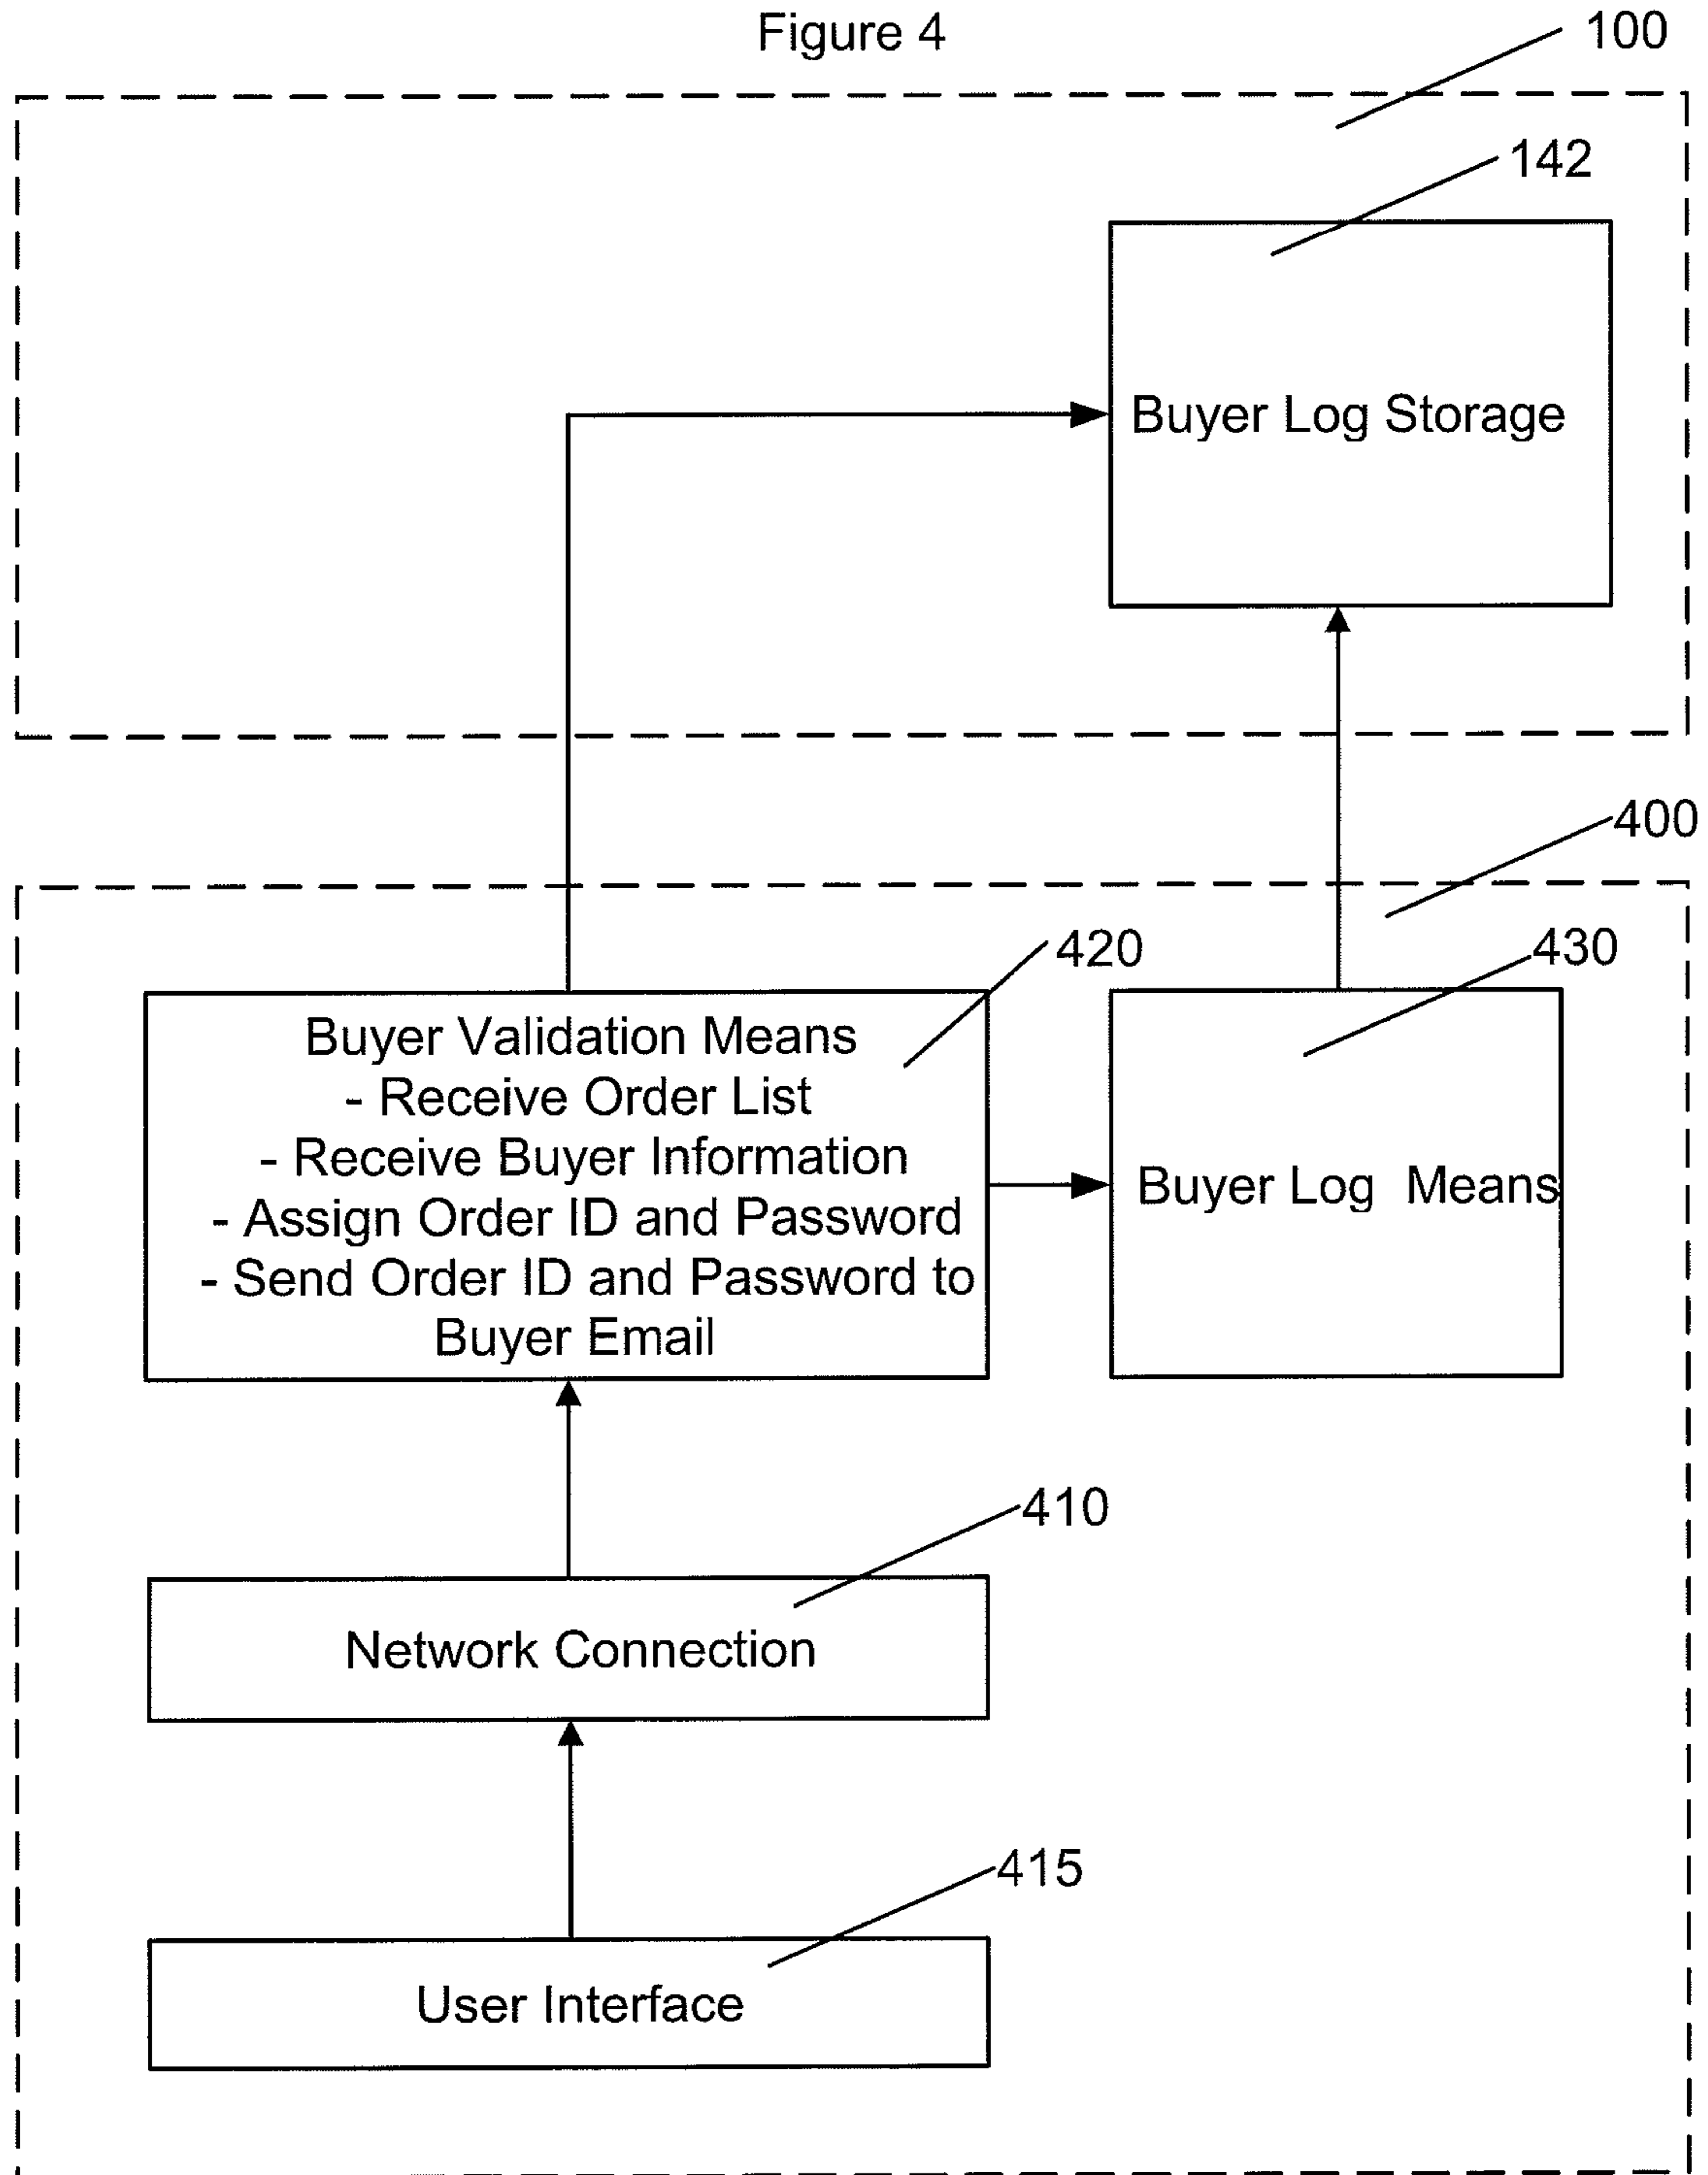 Figure 4
100
142
Buyer Log Storage
400
420
430
Buyer Validation Means
- Receive Order List
- Receive Buyer Information
- Assign Order ID and Password
- Send Order ID and Password to
Buyer Email
Buyer Log Means
410
Network Connection
415
User Interface